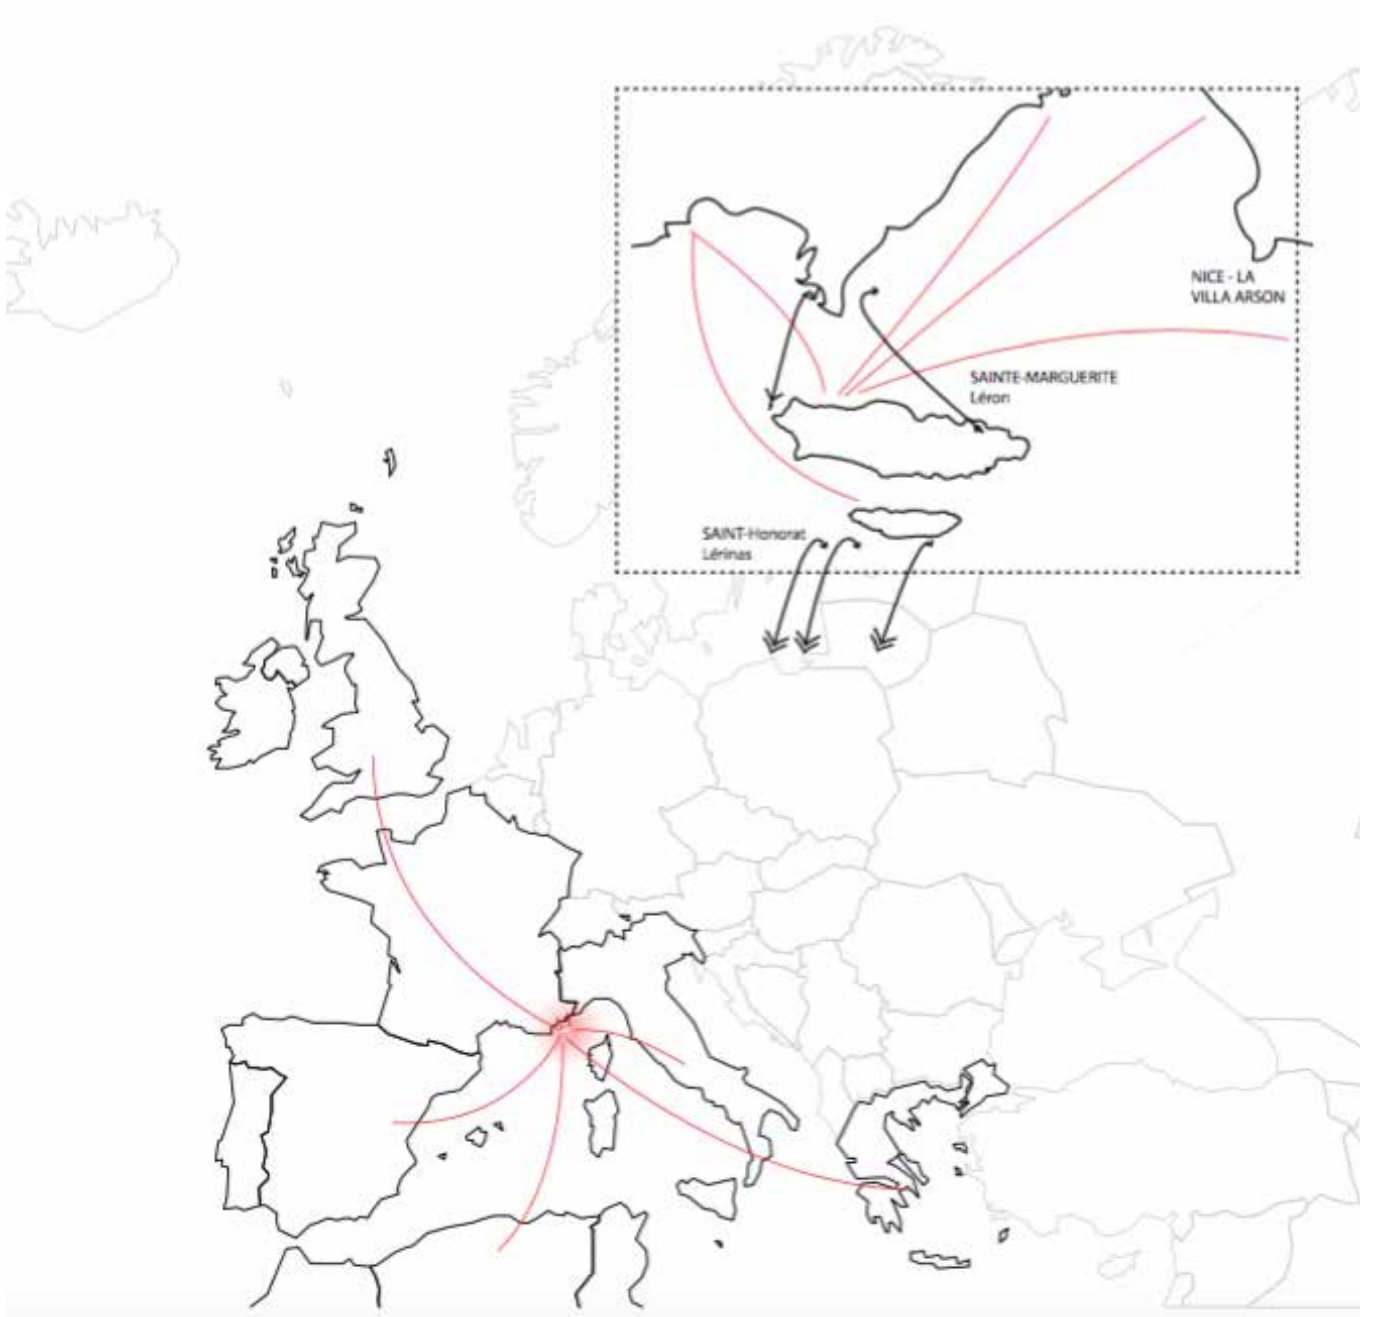 NICE - LA
VILLA ARSON
SAINTE-MARGUERITE
Léron
SAINT-Honorat
Lérinas